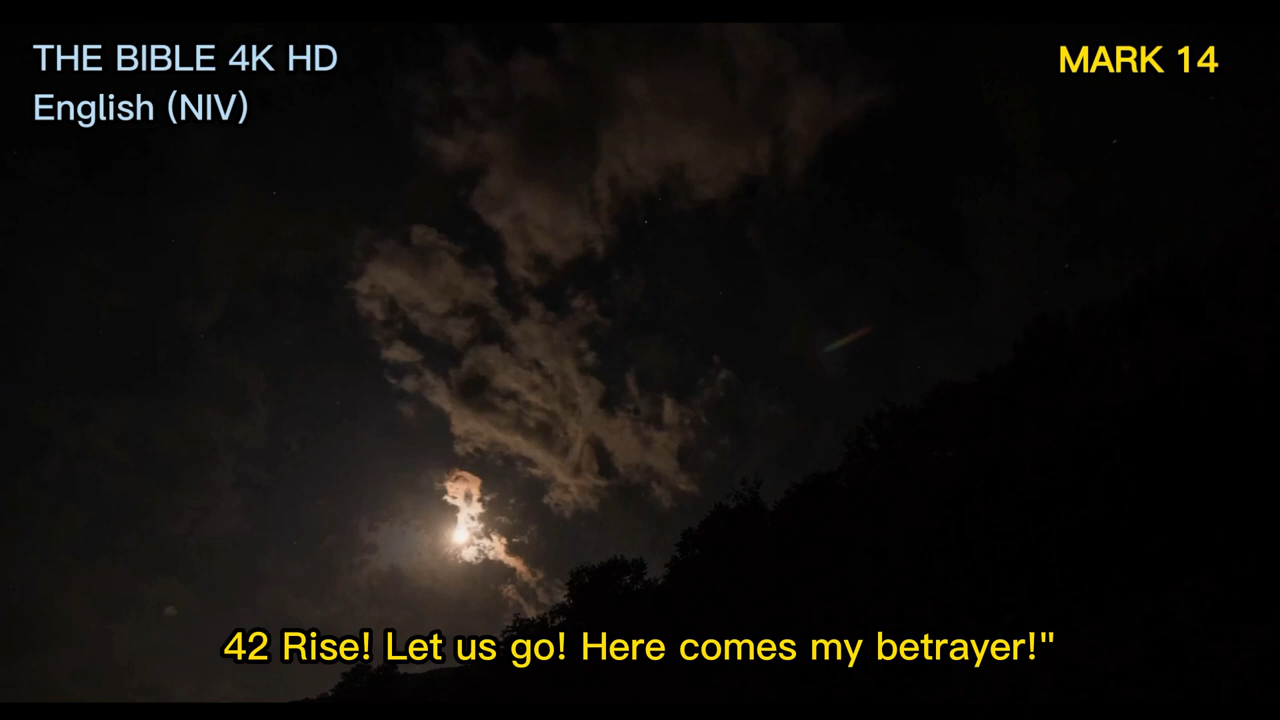 THE BIBLE 4K HD
English (NIV)
MARK 14
42 Rise! Let us go! Here comes my betrayer!"